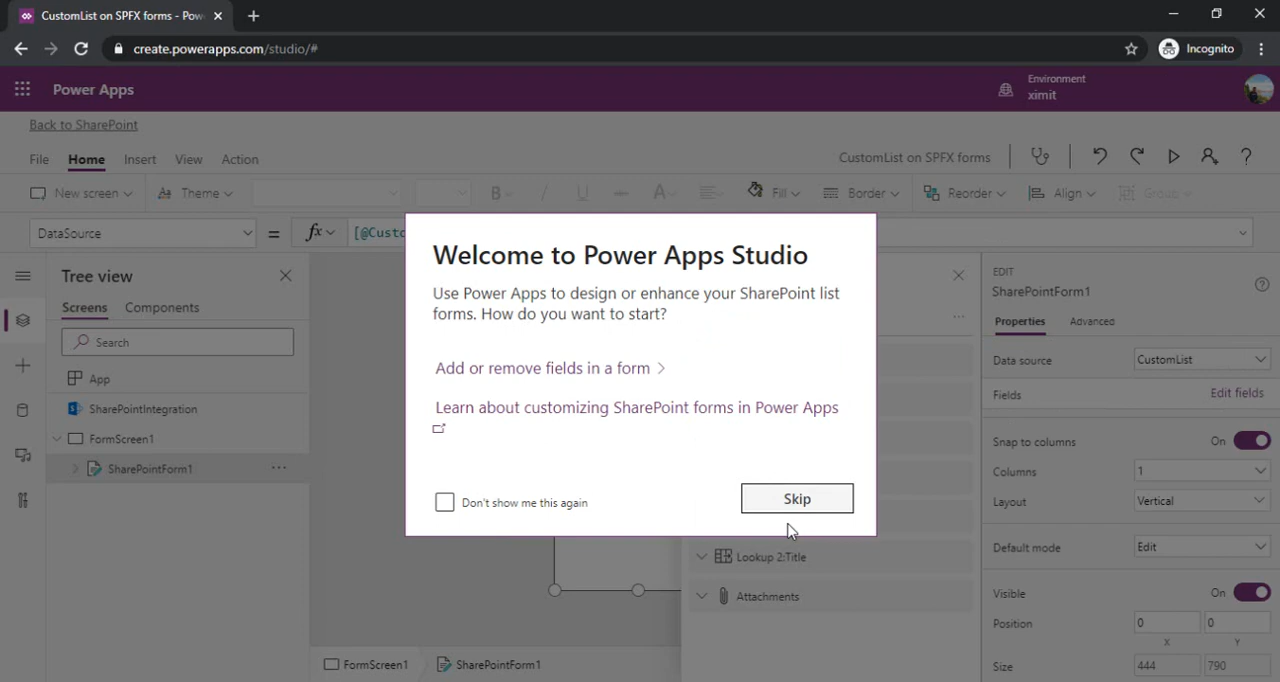 CustomList on SPFX forms - Pow
create.powerapps.com/studio/#
Incognito
Power Apps
Environment
ximit
Back to SharePoint
File Home Insert View Action
CustomList on SPFX forms
New screen Theme B / U A Fill Border Reorder Align Group
DataSource = fx [@Custo
Tree view
Screens Components
Search
App
SharePointIntegration
FormScreen1
SharePointForm1
Welcome to Power Apps Studio
Use Power Apps to design or enhance your SharePoint list
forms. How do you want to start?
Add or remove fields in a form
Learn about customizing SharePoint forms in Power Apps
Don't show me this again
Skip
Lookup 2:Title
Attachments
FormScreen1 SharePointForm1
EDIT
SharePointForm1
Properties Advanced
Data source CustomList
Fields Edit fields
Snap to columns On
Columns 1
Layout Vertical
Default mode Edit
Visible On
Position 0 0
X Y
Size 444 790